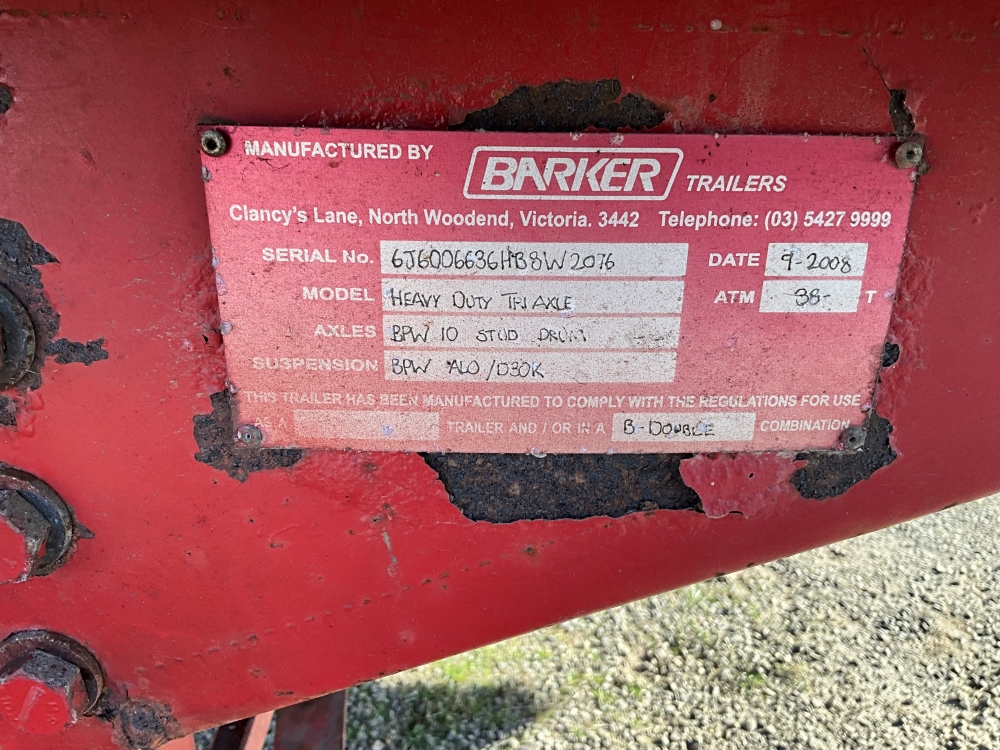 MANUFACTURED BY BARKER TRAILERS
Clancy's Lane, North Woodend, Victoria. 3442 Telephone: (03) 5427 9999
SERIAL No. 6J6006636HB8W2076 DATE 9-2008
MODEL HEAVY DUTY TRI AXLE ATM 38- T
AXLES BPW 10 STUD DRUM
SUSPENSION BPW ALO/D30K
THIS TRAILER HAS BEEN MANUFACTURED TO COMPLY WITH THE REGULATIONS FOR USE
AS A TRAILER AND / OR IN A B-DOUBLE COMBINATION